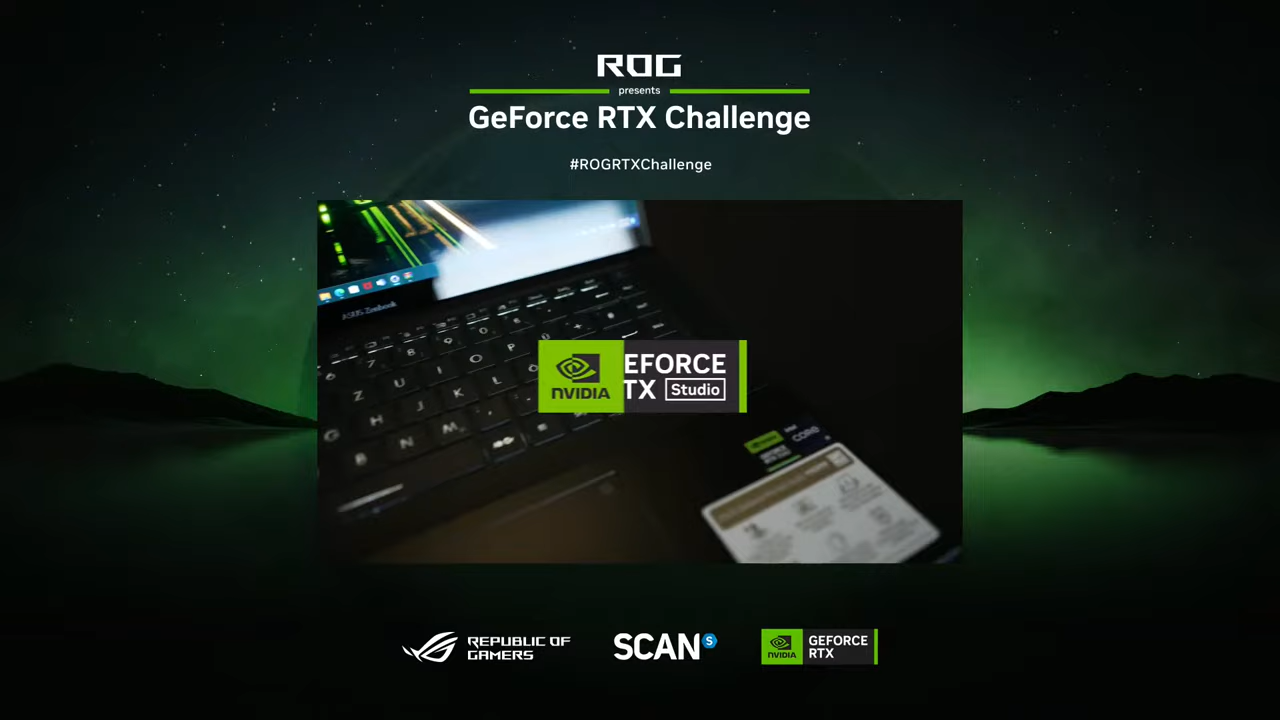 ROG
presents
GeForce RTX Challenge
#ROGRTXChallenge
ASUS Zenbook
NVIDIA
EFORCE
TX Studio
REPUBLIC OF
GAMERS
SCAN S
NVIDIA
GEFORCE
RTX